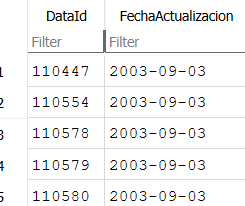 DataId FechaActualizacion
Filter Filter
1 110447 2003-09-03
2 110554 2003-09-03
3 110578 2003-09-03
4 110579 2003-09-03
5 110580 2003-09-03